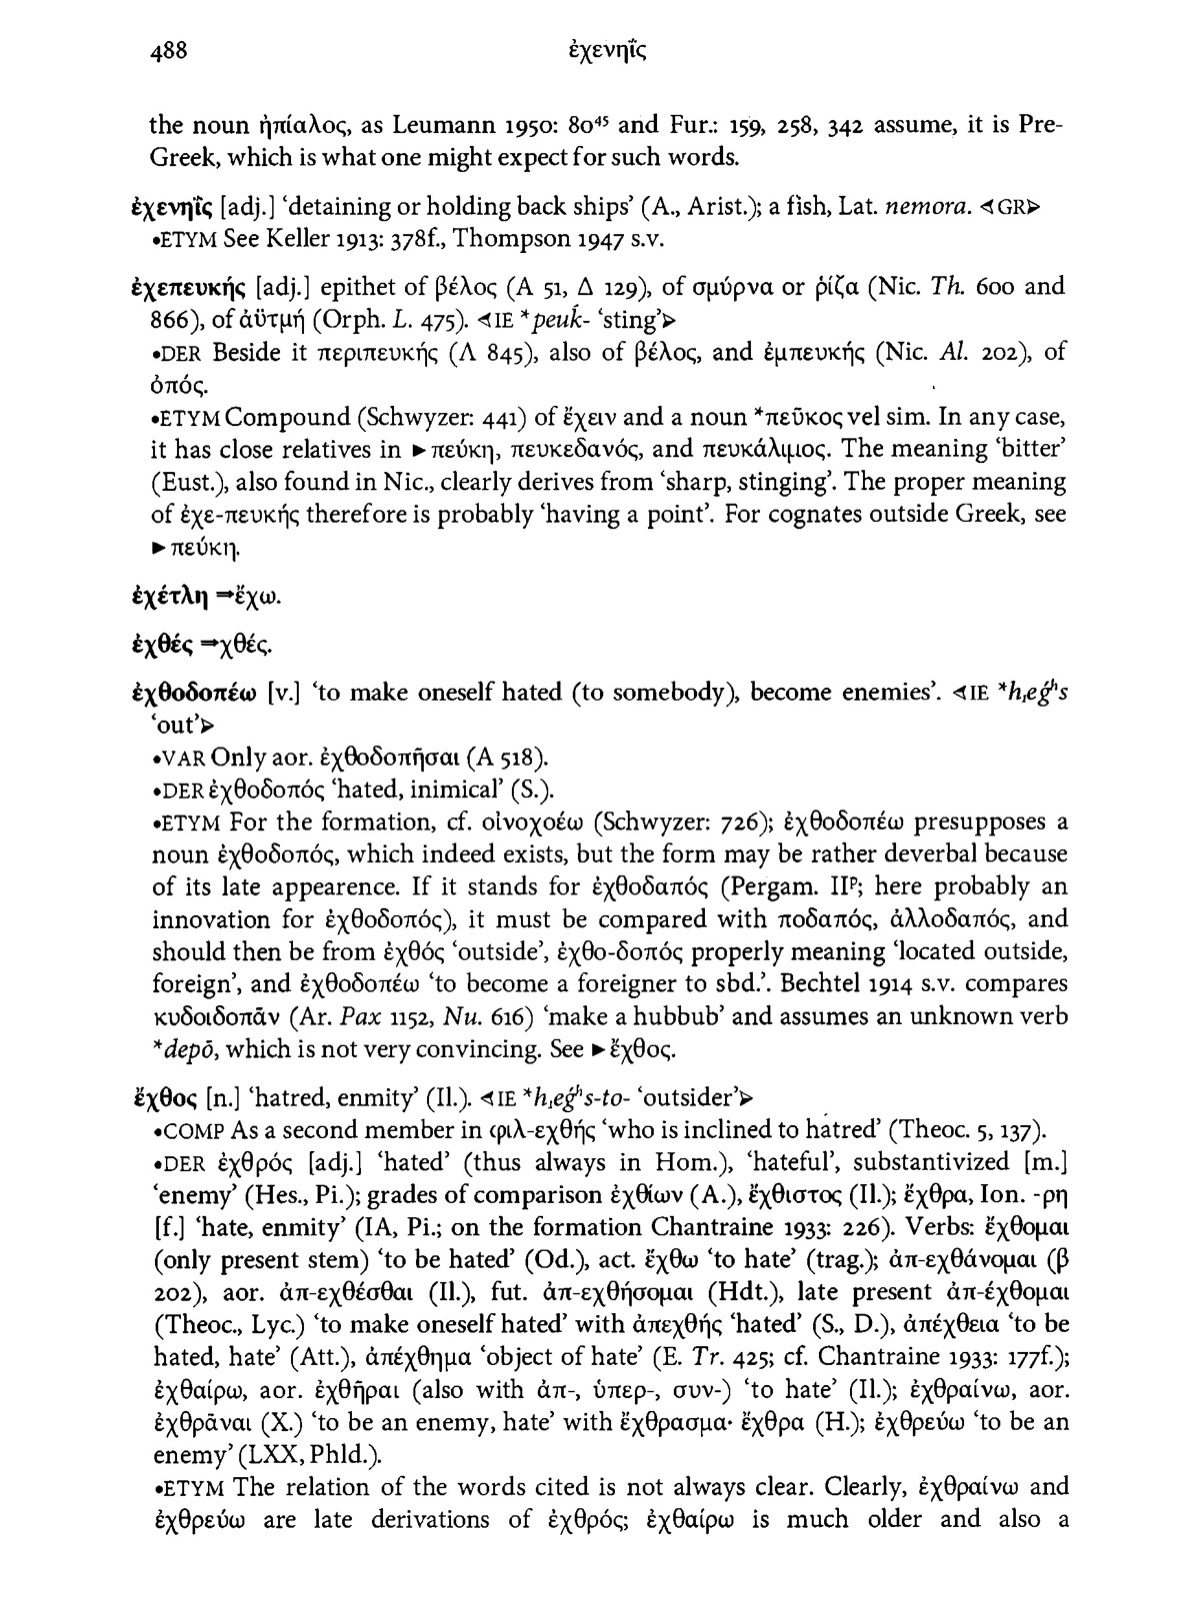 488
ἐχενηΐς
the noun ἠπίαλος, as Leumann 1950: 80⁴⁵ and Fur.: 159, 258, 342 assume, it is Pre-
Greek, which is what one might expect for such words.
ἐχενηΐς [adj.] ‘detaining or holding back ships’ (A., Arist.); a fish, Lat. nemora. ⊲GR⊳
•ETYM See Keller 1913: 378f., Thompson 1947 s.v.
ἐχεπευκής [adj.] epithet of βέλος (Α 51, Δ 129), of σμύρνα or ῥίζα (Nic. Th. 600 and
866), of ἀϋτμή (Orph. L. 475). ⊲IE *peuḱ- ‘sting’⊳
•DER Beside it περιπευκής (Λ 845), also of βέλος, and ἐμπευκής (Nic. Al. 202), of
ὀπός.
•ETYM Compound (Schwyzer: 441) of ἔχειν and a noun *πεῦκος vel sim. In any case,
it has close relatives in ►πεύκη, πευκεδανός, and πευκάλιμος. The meaning ‘bitter’
(Eust.), also found in Nic., clearly derives from ‘sharp, stinging’. The proper meaning
of ἐχε-πευκής therefore is probably ‘having a point’. For cognates outside Greek, see
►πεύκη.
ἐχέτλη ⇒ἔχω.
ἐχθές ⇒χθές.
ἐχθοδοπέω [v.] ‘to make oneself hated (to somebody), become enemies’. ⊲IE *h₁eǵʰs
‘out’⊳
•VAR Only aor. ἐχθοδοπῆσαι (Α 518).
•DER ἐχθοδοπός ‘hated, inimical’ (S.).
•ETYM For the formation, cf. οἰνοχοέω (Schwyzer: 726); ἐχθοδοπέω presupposes a
noun ἐχθοδοπός, which indeed exists, but the form may be rather deverbal because
of its late appearence. If it stands for ἐχθοδαπός (Pergam. IIᵖ; here probably an
innovation for ἐχθοδοπός), it must be compared with ποδαπός, ἀλλοδαπός, and
should then be from ἐχθός ‘outside’, ἐχθο-δοπός properly meaning ‘located outside,
foreign’, and ἐχθοδοπέω ‘to become a foreigner to sbd.’. Bechtel 1914 s.v. compares
κυδοιδοπᾶν (Ar. Pax 1152, Nu. 616) ‘make a hubbub’ and assumes an unknown verb
*depō, which is not very convincing. See ►ἔχθος.
ἔχθος [n.] ‘hatred, enmity’ (Il.). ⊲IE *h₁eǵʰs-to- ‘outsider’⊳
•COMP As a second member in φιλ-εχθής ‘who is inclined to hatred’ (Theoc. 5, 137).
•DER ἐχθρός [adj.] ‘hated’ (thus always in Hom.), ‘hateful’, substantivized [m.]
‘enemy’ (Hes., Pi.); grades of comparison ἐχθίων (A.), ἔχθιστος (Il.); ἔχθρα, Ion. -ρη
[f.] ‘hate, enmity’ (IA, Pi.; on the formation Chantraine 1933: 226). Verbs: ἔχθομαι
(only present stem) ‘to be hated’ (Od.), act. ἔχθω ‘to hate’ (trag.); ἀπ-εχθάνομαι (β
202), aor. ἀπ-εχθέσθαι (Il.), fut. ἀπ-εχθήσομαι (Hdt.), late present ἀπ-έχθομαι
(Theoc., Lyc.) ‘to make oneself hated’ with ἀπεχθής ‘hated’ (S., D.), ἀπέχθεια ‘to be
hated, hate’ (Att.), ἀπέχθημα ‘object of hate’ (E. Tr. 425; cf. Chantraine 1933: 177f.);
ἐχθαίρω, aor. ἐχθῆραι (also with ἀπ-, ὑπερ-, συν-) ‘to hate’ (Il.); ἐχθραίνω, aor.
ἐχθρᾶναι (X.) ‘to be an enemy, hate’ with ἔχθρασμα· ἔχθρα (H.); ἐχθρεύω ‘to be an
enemy’ (LXX, Phld.).
•ETYM The relation of the words cited is not always clear. Clearly, ἐχθραίνω and
ἐχθρεύω are late derivations of ἐχθρός; ἐχθαίρω is much older and also a